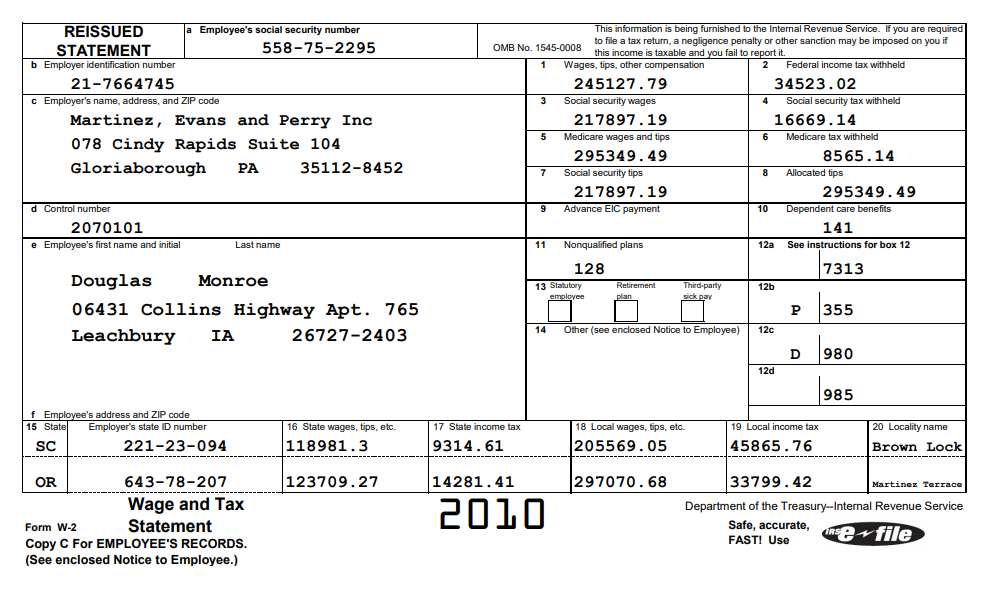 REISSUED STATEMENT
a Employee's social security number
558-75-2295
OMB No. 1545-0008
This information is being furnished to the Internal Revenue Service. If you are required
to file a tax return, a negligence penalty or other sanction may be imposed on you if
this income is taxable and you fail to report it.
b Employer identification number
21-7664745
1 Wages, tips, other compensation
245127.79
2 Federal income tax withheld
34523.02
c Employer's name, address, and ZIP code
Martinez, Evans and Perry Inc
078 Cindy Rapids Suite 104
Gloriaborough PA 35112-8452
3 Social security wages
217897.19
4 Social security tax withheld
16669.14
5 Medicare wages and tips
295349.49
6 Medicare tax withheld
8565.14
7 Social security tips
217897.19
8 Allocated tips
295349.49
d Control number
2070101
9 Advance EIC payment
10 Dependent care benefits
141
e Employee's first name and initial Last name
Douglas Monroe
06431 Collins Highway Apt. 765
Leachbury IA 26727-2403
f Employee's address and ZIP code
11 Nonqualified plans
128
12a See instructions for box 12
7313
13 Statutory employee
Retirement plan
Third-party sick pay
12b
P 355
14 Other (see enclosed Notice to Employee)
12c
D 980
12d
985
15 State Employer's state ID number 16 State wages, tips, etc. 17 State income tax 18 Local wages, tips, etc. 19 Local income tax 20 Locality name
SC 221-23-094 118981.3 9314.61 205569.05 45865.76 Brown Lock
OR 643-78-207 123709.27 14281.41 297070.68 33799.42 Martinez Terrace
Form W-2 Wage and Tax Statement
2010
Department of the Treasury--Internal Revenue Service
Copy C For EMPLOYEE'S RECORDS.
(See enclosed Notice to Employee.)
Safe, accurate,
FAST! Use
IRS e file